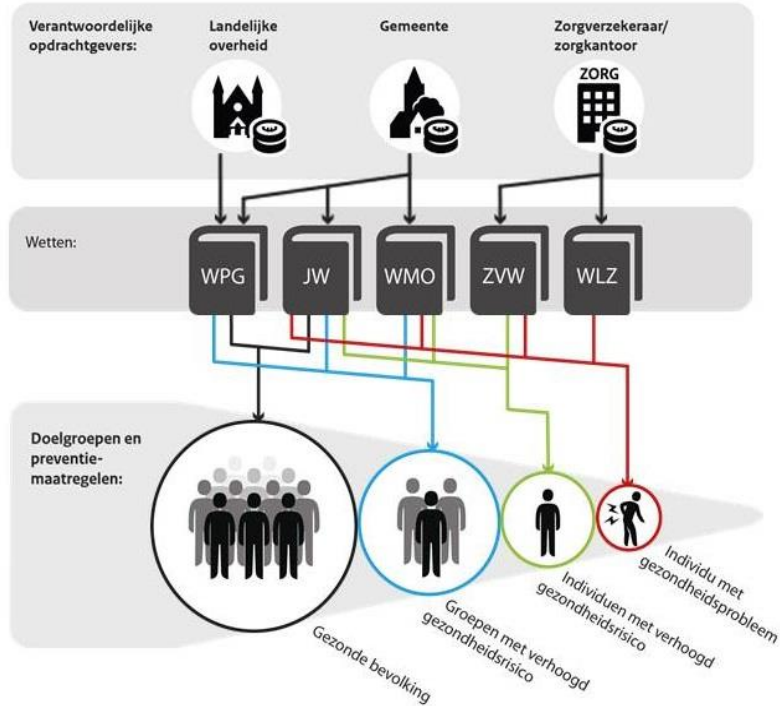 Verantwoordelijke
opdrachtgevers:
Landelijke
overheid
Gemeente
Zorgverzekeraar/
zorgkantoor
ZORG
Wetten:
WPG
JW
WMO
ZVW
WLZ
Doelgroepen en
preventie-
maatregelen:
Gezonde bevolking
Groepen met verhoogd
gezondheidsrisico
Individuen met verhoogd
gezondheidsrisico
Individu met
gezondheidsprobleem